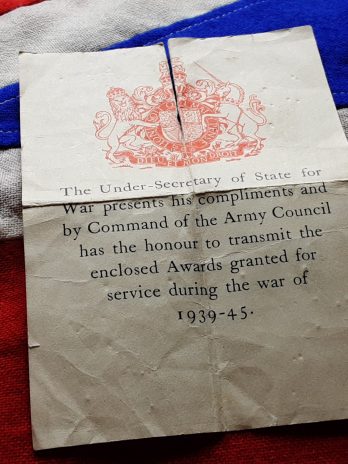 DIEU ET MON DROIT
The Under-Secretary of State for
War presents his compliments and
by Command of the Army Council
has the honour to transmit the
enclosed Awards granted for
service during the war of
1939-45.